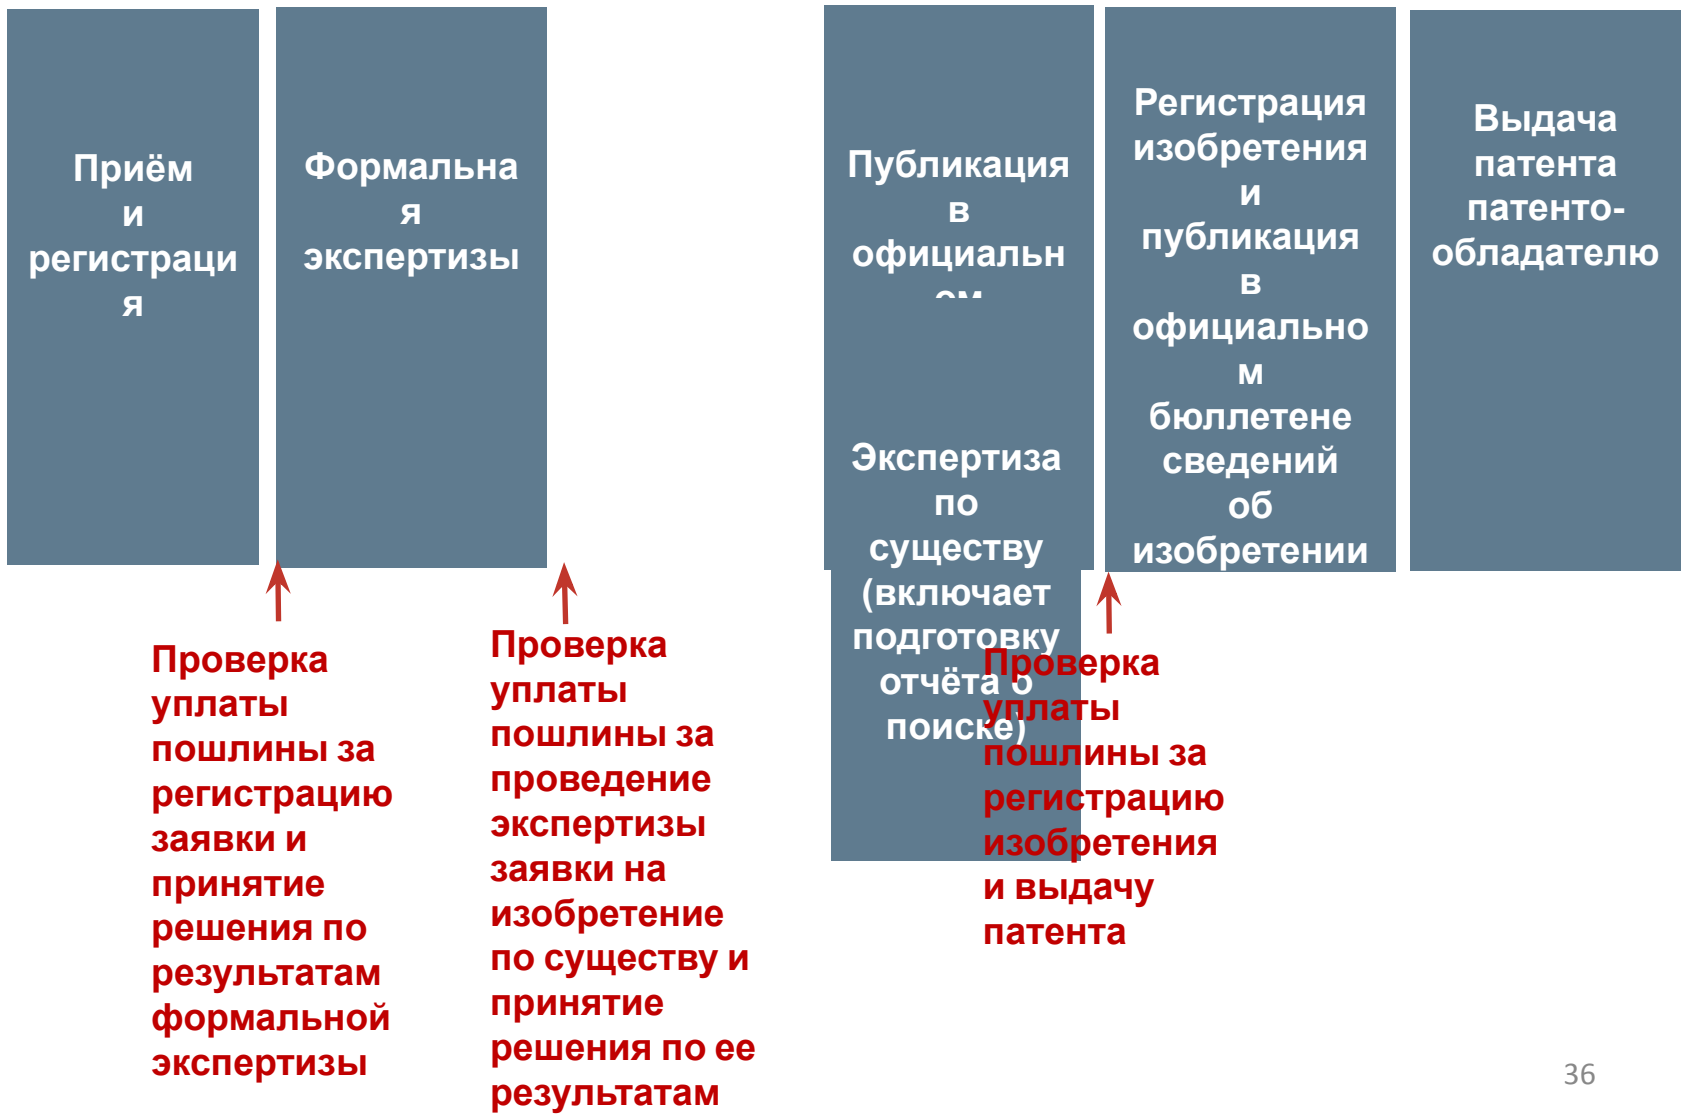 Приём
и
регистраци
я
Формальна
я
экспертизы
Публикация
в
официальн
Экспертиза
по
существу
(включает
подготовку
отчёта о
поиске)
Регистрация
изобретения
и
публикация
в
официально
м
бюллетене
сведений
об
изобретении
Выдача
патента
патенто-
обладателю
Проверка
уплаты
пошлины за
регистрацию
заявки и
принятие
решения по
результатам
формальной
экспертизы
Проверка
уплаты
пошлины за
проведение
экспертизы
заявки на
изобретение
по существу и
принятие
решения по ее
результатам
Проверка
уплаты
пошлины за
регистрацию
изобретения
и выдачу
патента
36